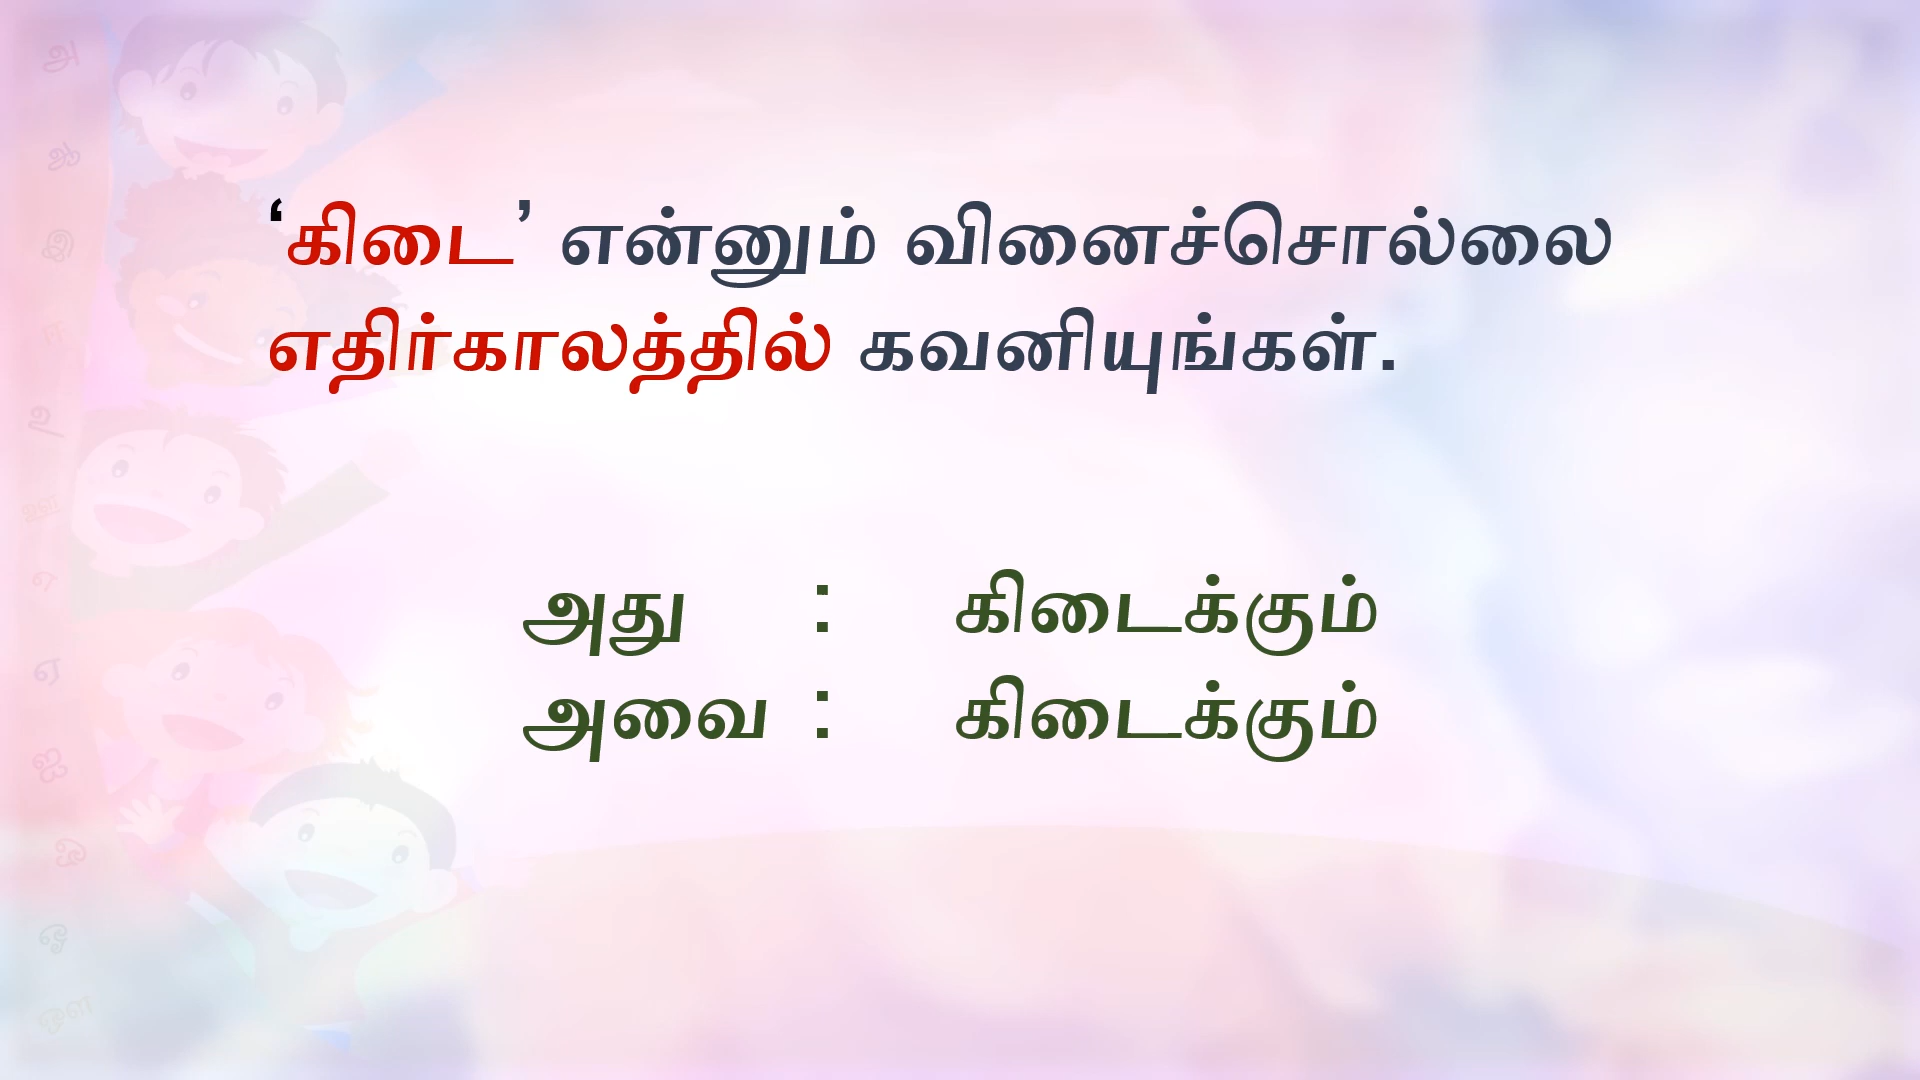 ‘கிடை’ என்னும் வினைச்சொல்லை
எதிர்காலத்தில் கவனியுங்கள்.
அது : கிடைக்கும்
அவை : கிடைக்கும்
அ
ஆ
இ
ஈ
உ
ஊ
எ
ஏ
ஐ
ஒ
ஓ
ஔ